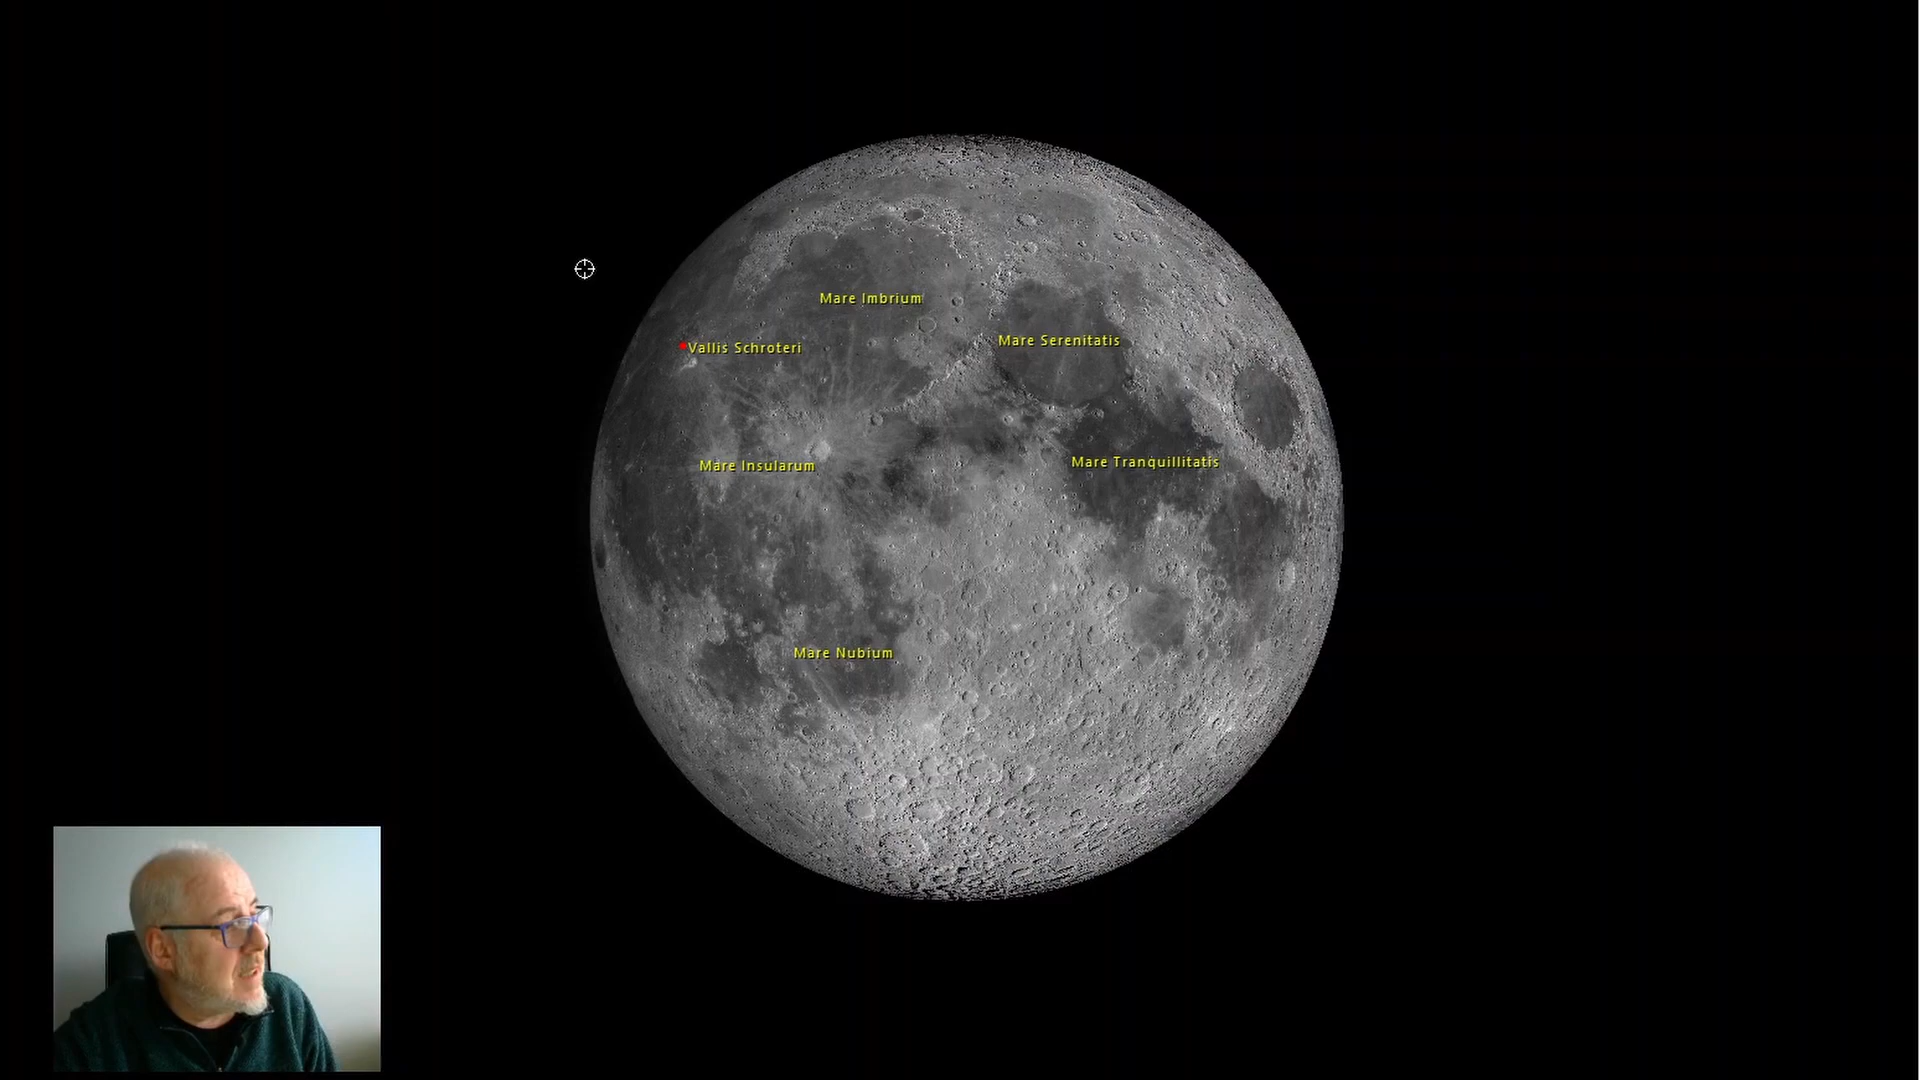 Mare Imbrium
Mare Serenitatis
Vallis Schroteri
Mare Insularum
Mare Tranquillitatis
Mare Nubium